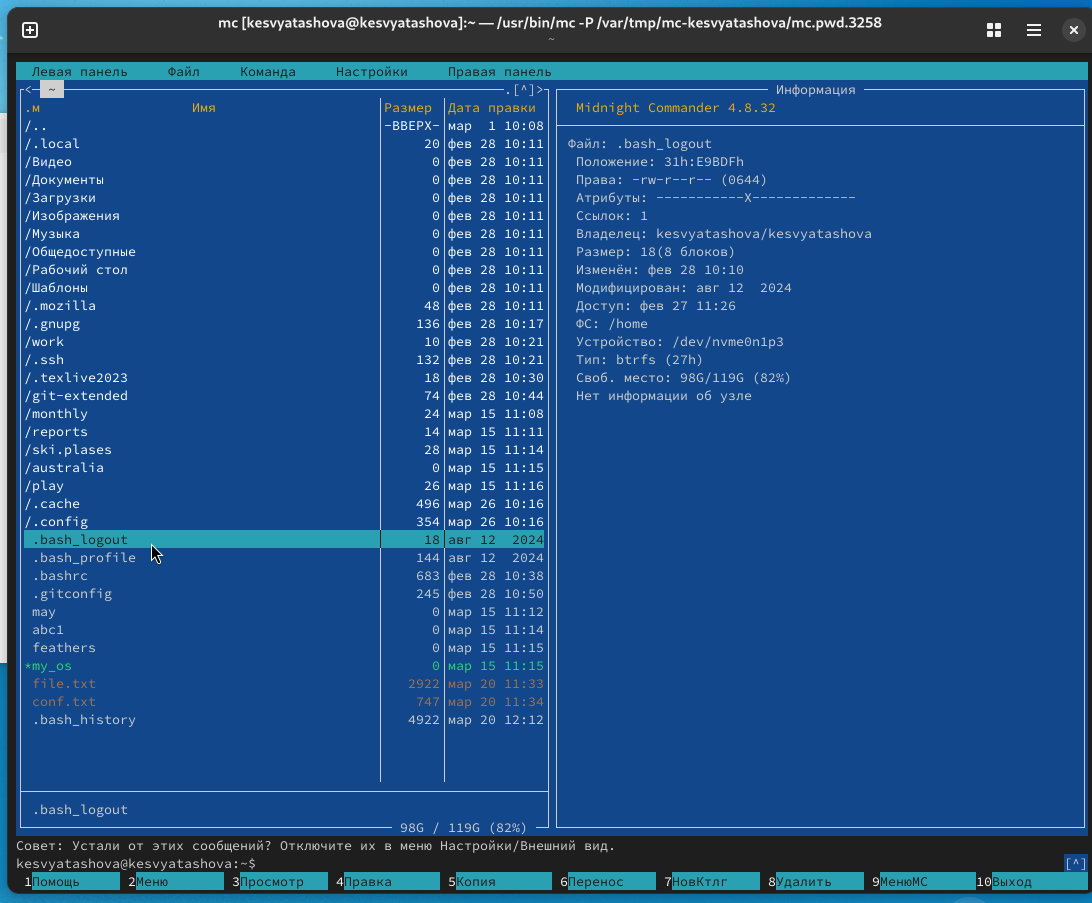 mc [kesvyatashova@kesvyatashova]:~ — /usr/bin/mc -P /var/tmp/mc-kesvyatashova/mc.pwd.3258
~
Левая панель Файл Команда Настройки Правая панель
<─ ~ .[^]>
.м Имя Размер Дата правки
/.. -ВВЕРХ- мар 1 10:08
/.local 20 фев 28 10:11
/Видео 0 фев 28 10:11
/Документы 0 фев 28 10:11
/Загрузки 0 фев 28 10:11
/Изображения 0 фев 28 10:11
/Музыка 0 фев 28 10:11
/Общедоступные 0 фев 28 10:11
/Рабочий стол 0 фев 28 10:11
/Шаблоны 0 фев 28 10:11
/.mozilla 48 фев 28 10:11
/.gnupg 136 фев 28 10:17
/work 10 фев 28 10:21
/.ssh 132 фев 28 10:21
/.texlive2023 18 фев 28 10:30
/git-extended 74 фев 28 10:44
/monthly 24 мар 15 11:08
/reports 14 мар 15 11:11
/ski.plases 28 мар 15 11:14
/australia 0 мар 15 11:15
/play 26 мар 15 11:16
/.cache 496 мар 26 10:16
/.config 354 мар 26 10:16
.bash_logout 18 авг 12 2024
.bash_profile 144 авг 12 2024
.bashrc 683 фев 28 10:38
.gitconfig 245 фев 28 10:50
may 0 мар 15 11:12
abc1 0 мар 15 11:14
feathers 0 мар 15 11:15
*my_os 0 мар 15 11:15
file.txt 2922 мар 20 11:33
conf.txt 747 мар 20 11:34
.bash_history 4922 мар 20 12:12
.bash_logout
98G / 119G (82%)
Информация
Midnight Commander 4.8.32
Файл: .bash_logout
Положение: 31h:E9BDFh
Права: -rw-r--r-- (0644)
Атрибуты: -----------X-------------
Ссылок: 1
Владелец: kesvyatashova/kesvyatashova
Размер: 18(8 блоков)
Изменён: фев 28 10:10
Модифицирован: авг 12 2024
Доступ: фев 27 11:26
ФС: /home
Устройство: /dev/nvme0n1p3
Тип: btrfs (27h)
Своб. место: 98G/119G (82%)
Нет информации об узле
Совет: Устали от этих сообщений? Отключите их в меню Настройки/Внешний вид.
kesvyatashova@kesvyatashova:~$ [^]
1Помощь 2Меню 3Просмотр 4Правка 5Копия 6Перенос 7НовКтлг 8Удалить 9МенюМС 10Выход